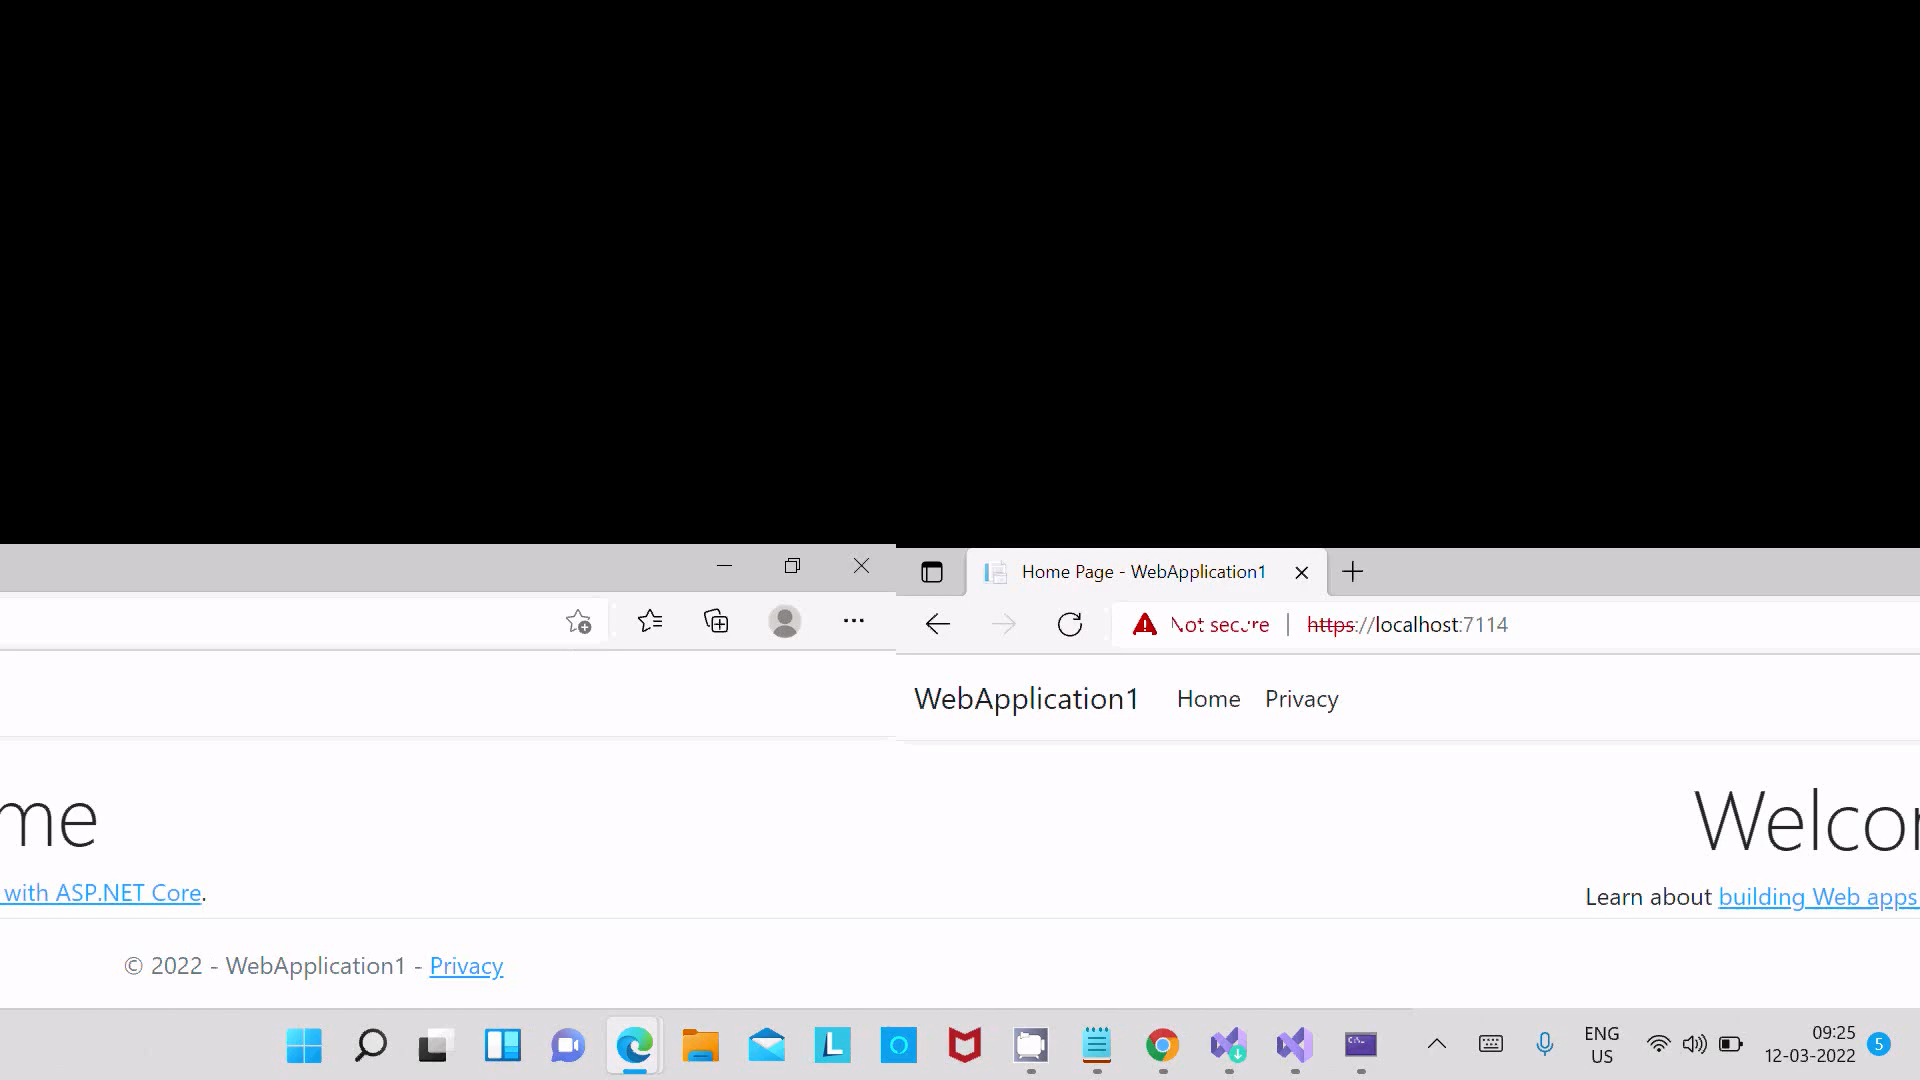 Home Page - WebApplication1
Not secure | https://localhost:7114
WebApplication1 Home Privacy
me
Welco
with ASP.NET Core.
Learn about building Web apps
© 2022 - WebApplication1 - Privacy
ENG
US
09:25
12-03-2022
5